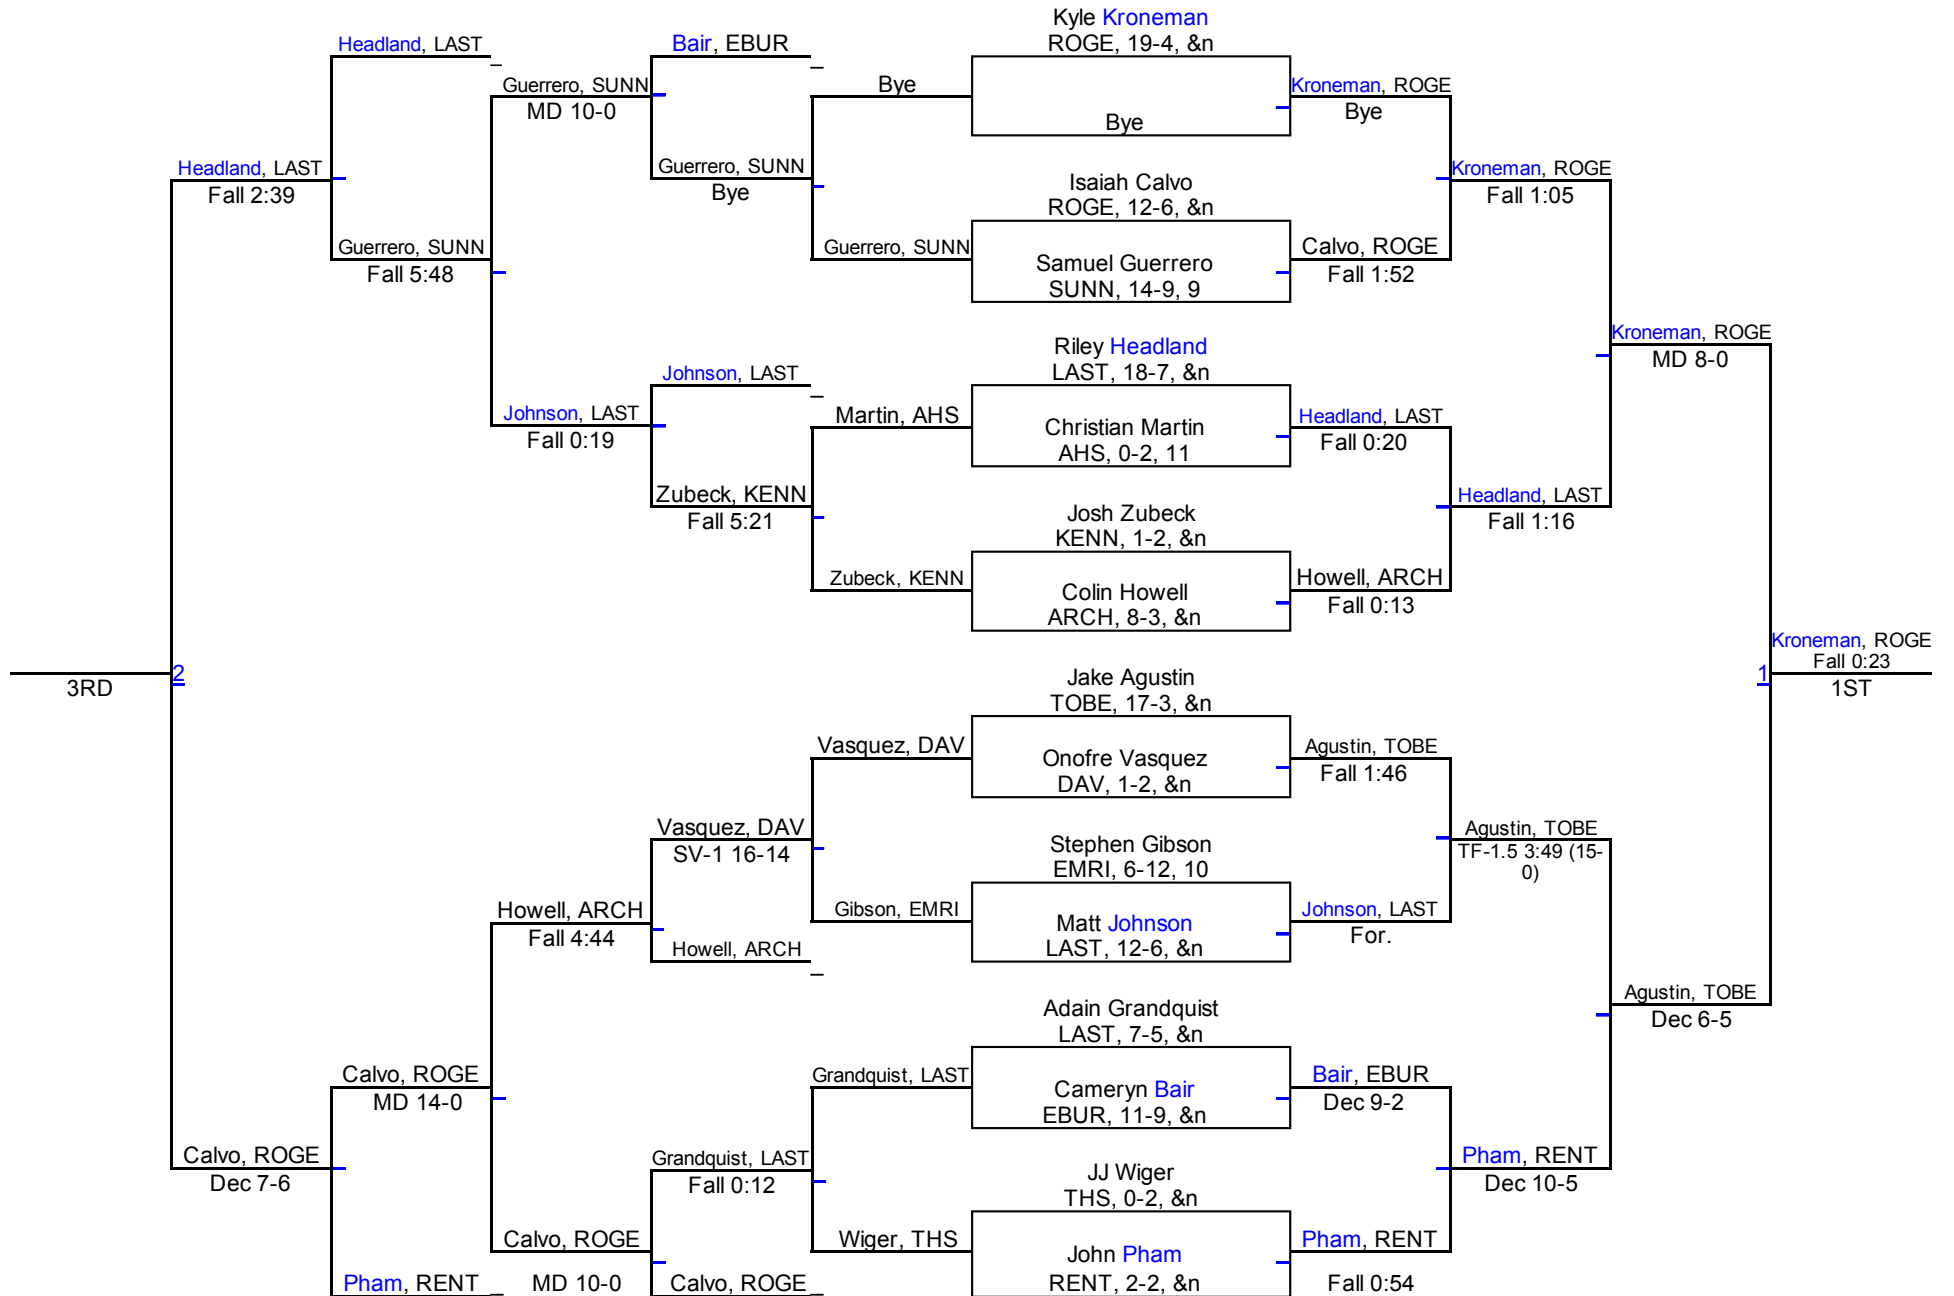 Kyle Kroneman
ROGE, 19-4, &n
Headland, LAST
Bair, EBUR
_
_
Guerrero, SUNN
MD 10-0
Bye
Kroneman, ROGE
Bye
Bye
Headland, LAST
Fall 2:39
Guerrero, SUNN
Bye
Isaiah Calvo
ROGE, 12-6, &n
Kroneman, ROGE
Fall 1:05
Guerrero, SUNN
Fall 5:48
Guerrero, SUNN
Samuel Guerrero
SUNN, 14-9, 9
Calvo, ROGE
Fall 1:52
Riley Headland
LAST, 18-7, &n
Kroneman, ROGE
MD 8-0
Johnson, LAST
_
Johnson, LAST
Fall 0:19
Martin, AHS
Christian Martin
AHS, 0-2, 11
Headland, LAST
Fall 0:20
Zubeck, KENN
Fall 5:21
Josh Zubeck
KENN, 1-2, &n
Headland, LAST
Fall 1:16
Zubeck, KENN
Colin Howell
ARCH, 8-3, &n
Howell, ARCH
Fall 0:13
3RD
2
Jake Agustin
TOBE, 17-3, &n
1
Kroneman, ROGE
Fall 0:23
1ST
Vasquez, DAV
Onofre Vasquez
DAV, 1-2, &n
Agustin, TOBE
Fall 1:46
Vasquez, DAV
SV-1 16-14
Stephen Gibson
EMRI, 6-12, 10
Agustin, TOBE
TF-1.5 3:49 (15-
0)
Howell, ARCH
Fall 4:44
Gibson, EMRI
Matt Johnson
LAST, 12-6, &n
Johnson, LAST
For.
Howell, ARCH
_
Adain Grandquist
LAST, 7-5, &n
Agustin, TOBE
Dec 6-5
Calvo, ROGE
MD 14-0
Grandquist, LAST
Cameryn Bair
EBUR, 11-9, &n
Bair, EBUR
Dec 9-2
Calvo, ROGE
Dec 7-6
Grandquist, LAST
Fall 0:12
JJ Wiger
THS, 0-2, &n
Pham, RENT
Dec 10-5
Calvo, ROGE
MD 10-0
Wiger, THS
John Pham
RENT, 2-2, &n
Pham, RENT
Fall 0:54
Pham, RENT
_
Calvo, ROGE
_